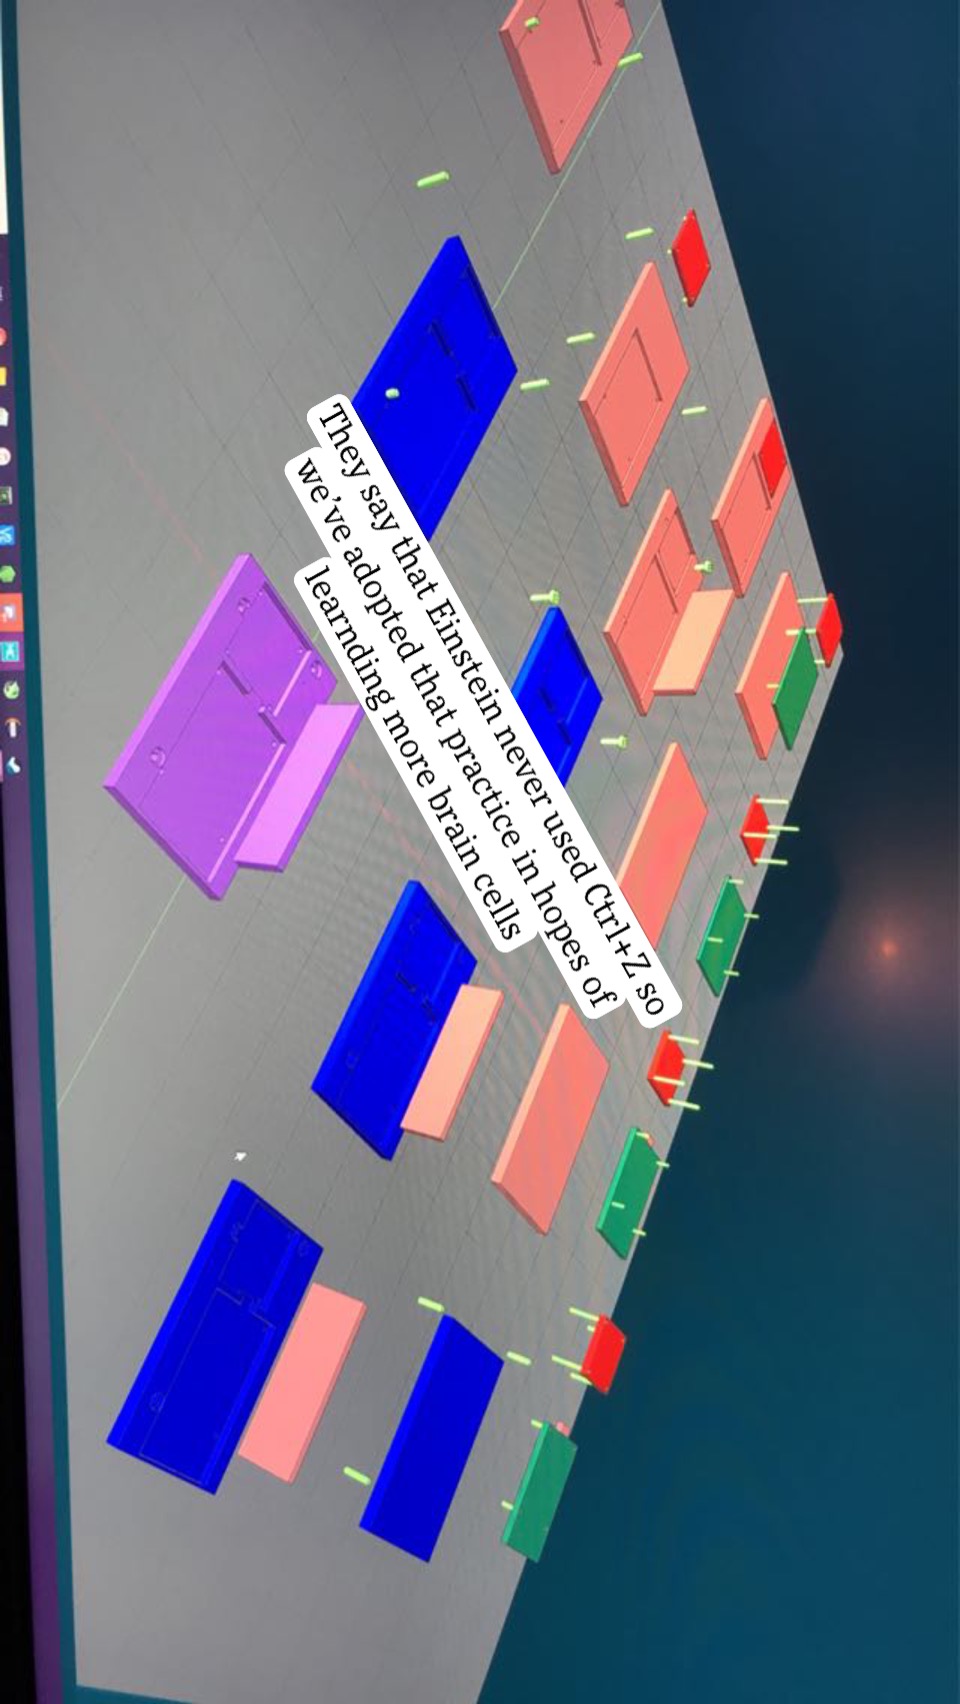 They say that Einstein never used Ctrl+Z so
we've adopted that practice in hopes of
learnding more brain cells